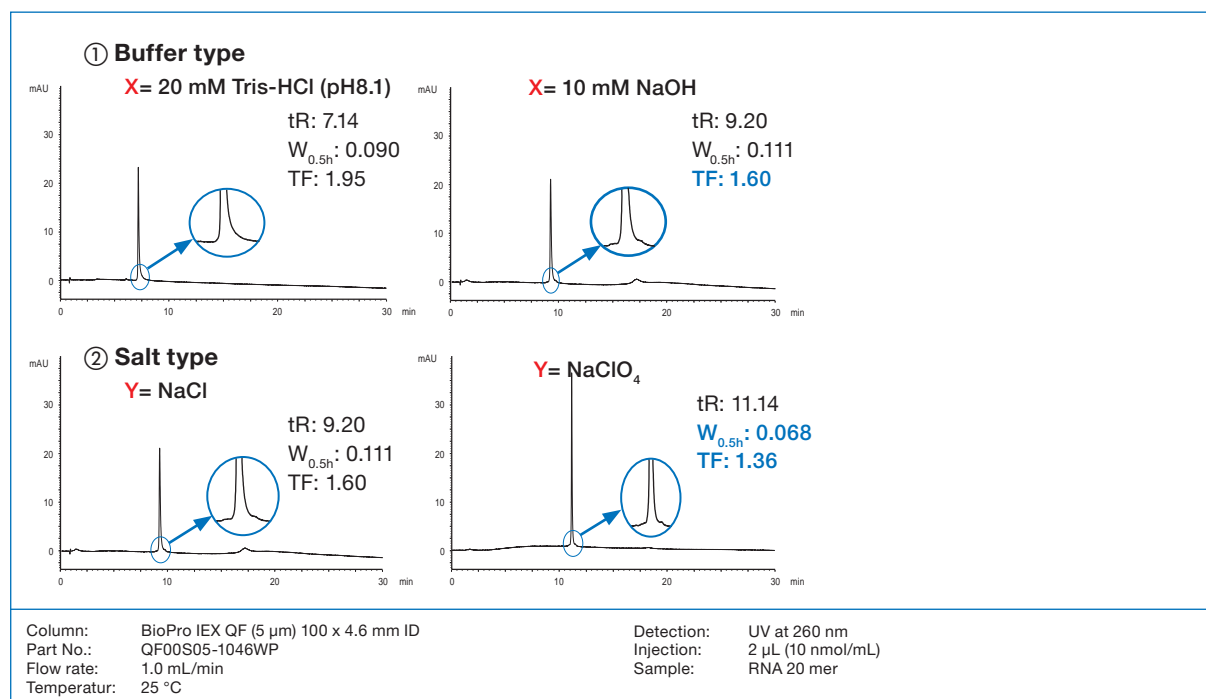 ① Buffer type
X= 20 mM Tris-HCl (pH8.1)
mAU
tR: 7.14
W0.5h: 0.090
TF: 1.95
30
20
10
0
0 10 20 30 min
X= 10 mM NaOH
mAU
tR: 9.20
W0.5h: 0.111
TF: 1.60
30
20
10
0
0 10 20 30 min
② Salt type
Y= NaCl
mAU
tR: 9.20
W0.5h: 0.111
TF: 1.60
30
20
10
0
0 10 20 30 min
Y= NaClO4
mAU
tR: 11.14
W0.5h: 0.068
TF: 1.36
30
20
10
0
0 10 20 30 min
Column: BioPro IEX QF (5 µm) 100 x 4.6 mm ID
Part No.: QF00S05-1046WP
Flow rate: 1.0 mL/min
Temperatur: 25 °C
Detection: UV at 260 nm
Injection: 2 µL (10 nmol/mL)
Sample: RNA 20 mer